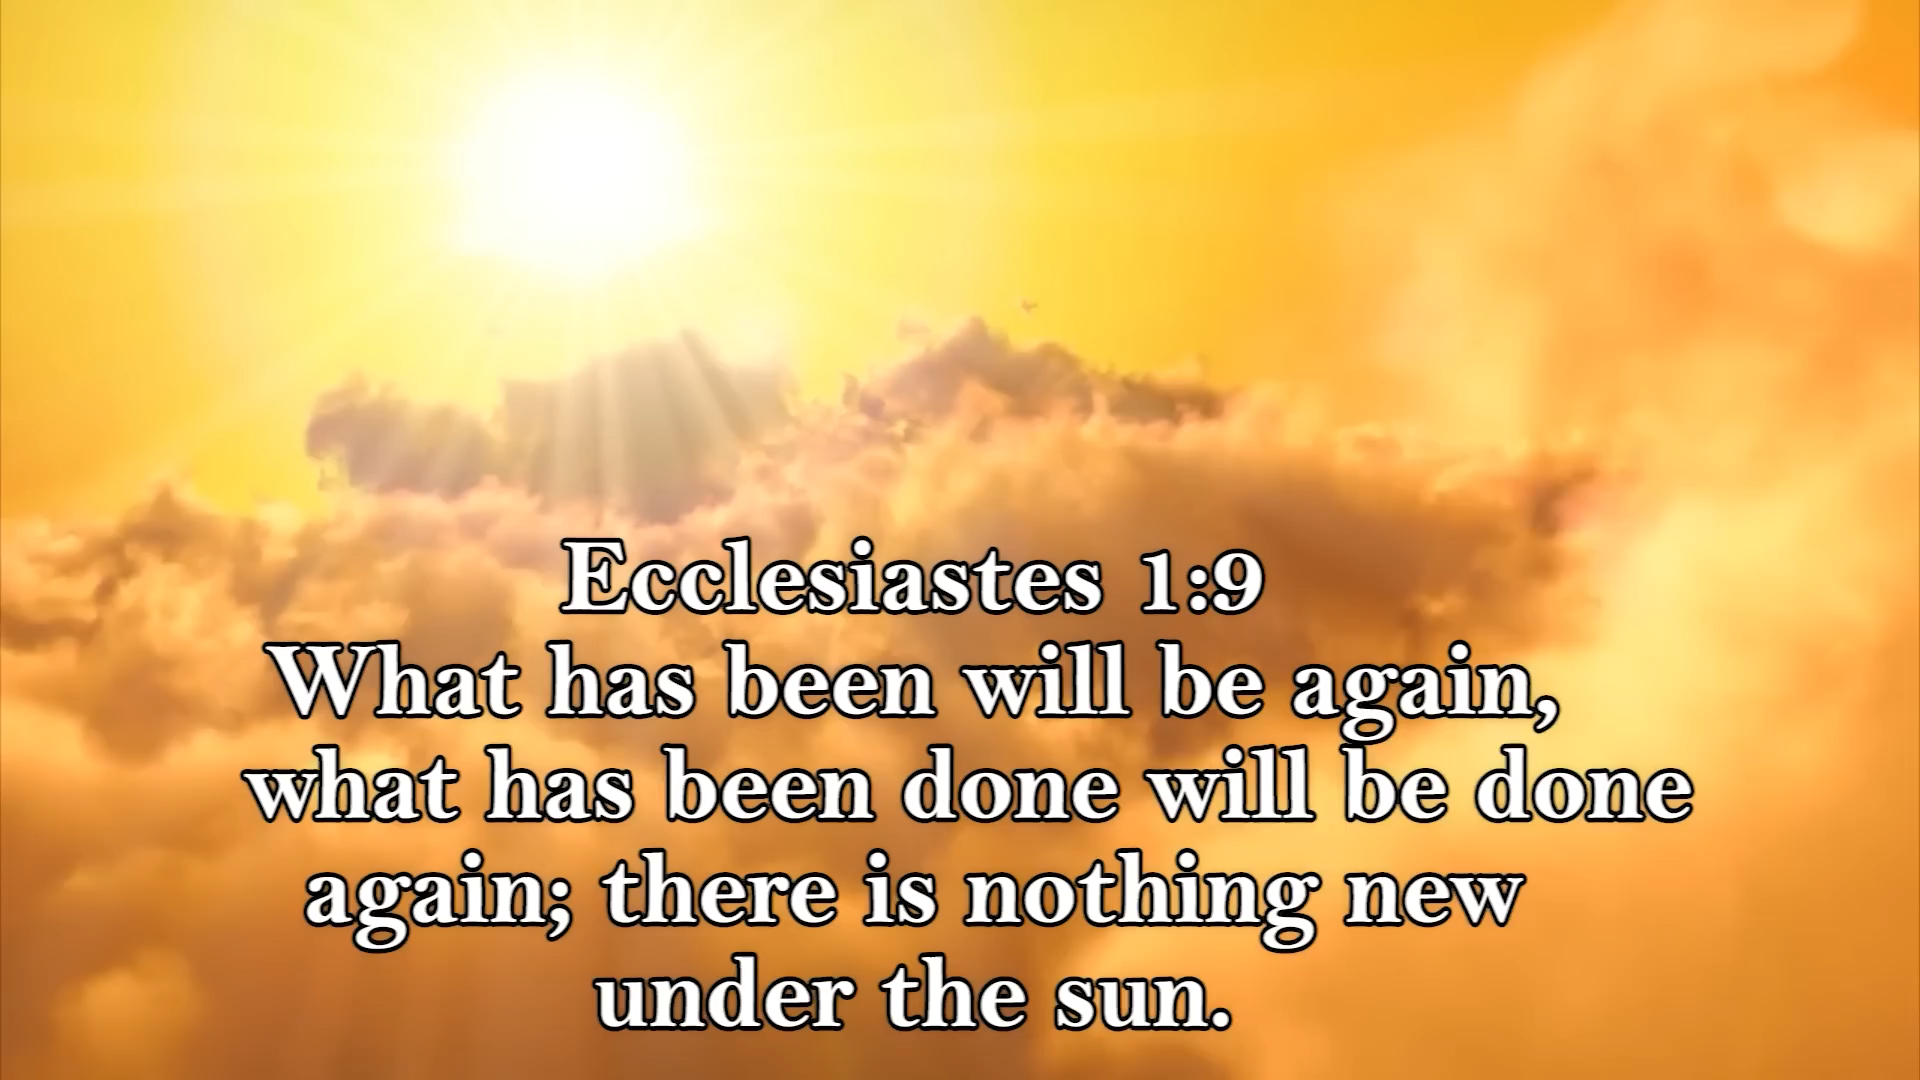 Ecclesiastes 1:9
What has been will be again,
what has been done will be done
again; there is nothing new
under the sun.